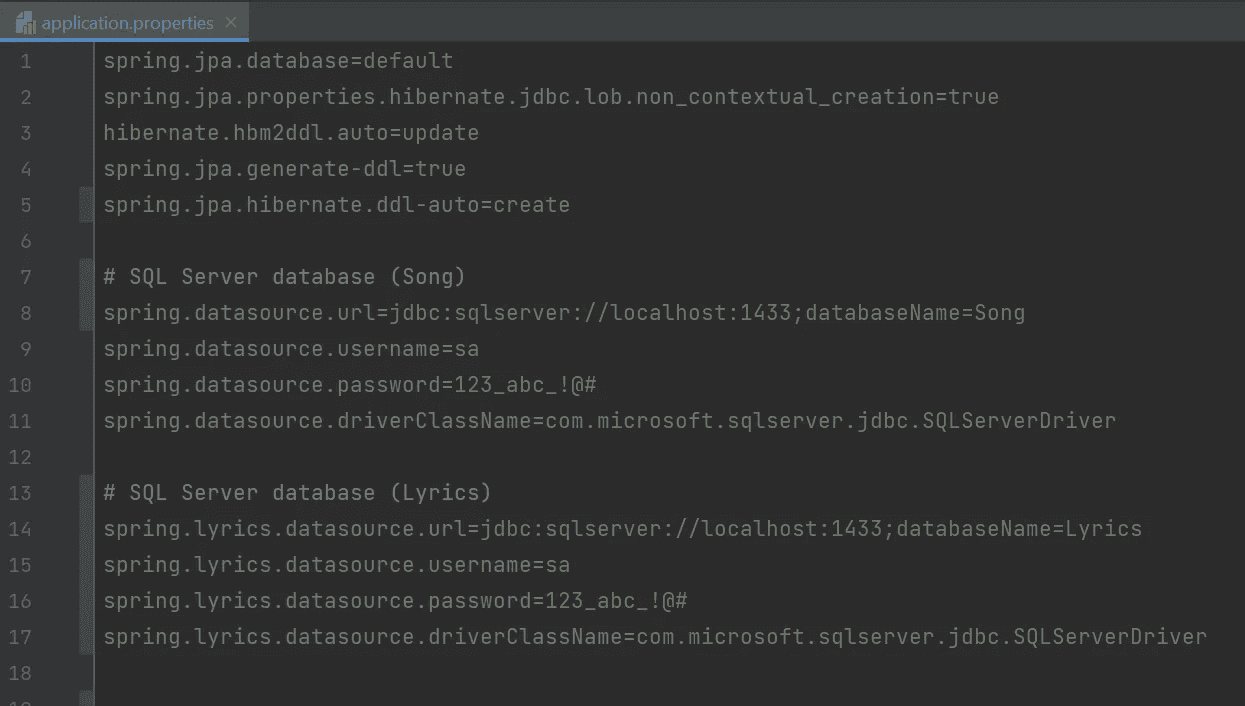 application.properties
1 spring.jpa.database=default
2 spring.jpa.properties.hibernate.jdbc.lob.non_contextual_creation=true
3 hibernate.hbm2ddl.auto=update
4 spring.jpa.generate-ddl=true
5 spring.jpa.hibernate.ddl-auto=create
6
7 # SQL Server database (Song)
8 spring.datasource.url=jdbc:sqlserver://localhost:1433;databaseName=Song
9 spring.datasource.username=sa
10 spring.datasource.password=123_abc_!@#
11 spring.datasource.driverClassName=com.microsoft.sqlserver.jdbc.SQLServerDriver
12
13 # SQL Server database (Lyrics)
14 spring.lyrics.datasource.url=jdbc:sqlserver://localhost:1433;databaseName=Lyrics
15 spring.lyrics.datasource.username=sa
16 spring.lyrics.datasource.password=123_abc_!@#
17 spring.lyrics.datasource.driverClassName=com.microsoft.sqlserver.jdbc.SQLServerDriver
18